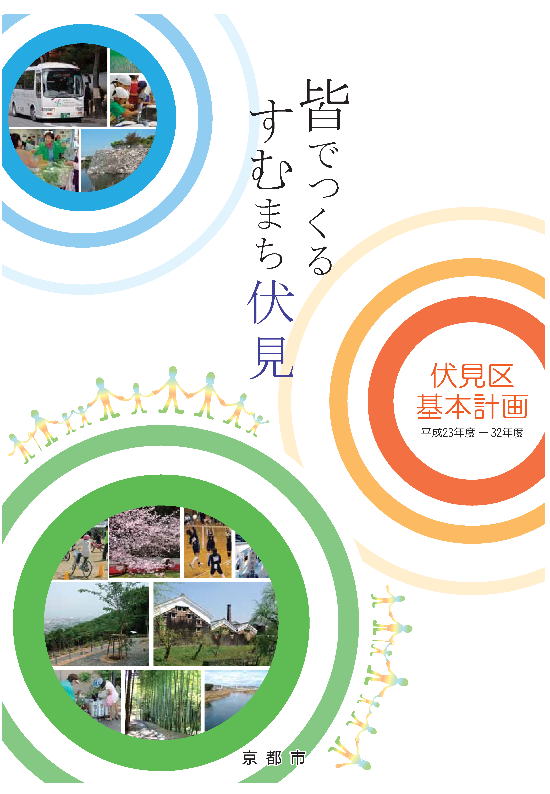 皆でつくる
すむまち伏見
伏見区
基本計画
平成23年度 ー 32年度
京都市